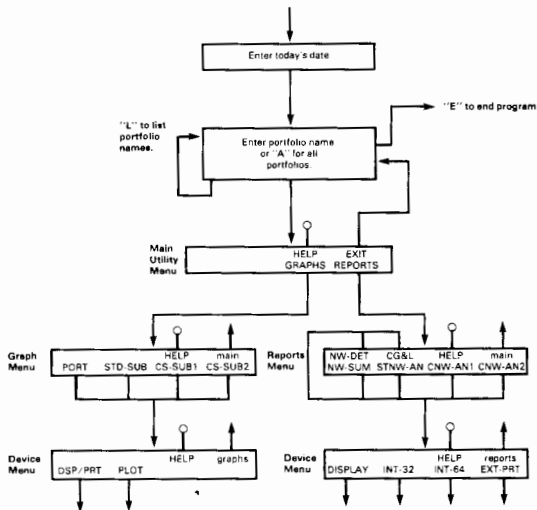 Enter today's date
"E" to end program
"L" to list
portfolio
names.
Enter portfolio name
or "A" for all
portfolios.
Main
Utility
Menu
HELP EXIT
GRAPHS REPORTS
Graph
Menu
HELP main
PORT STD-SUB CS-SUB1 CS-SUB2
Reports
Menu
NW-DET CG&L HELP main
NW-SUM STNW-AN CNW-AN1 CNW-AN2
Device
Menu
HELP graphs
DSP/PRT PLOT
Device
Menu
HELP reports
DISPLAY INT-32 INT-64 EXT-PRT